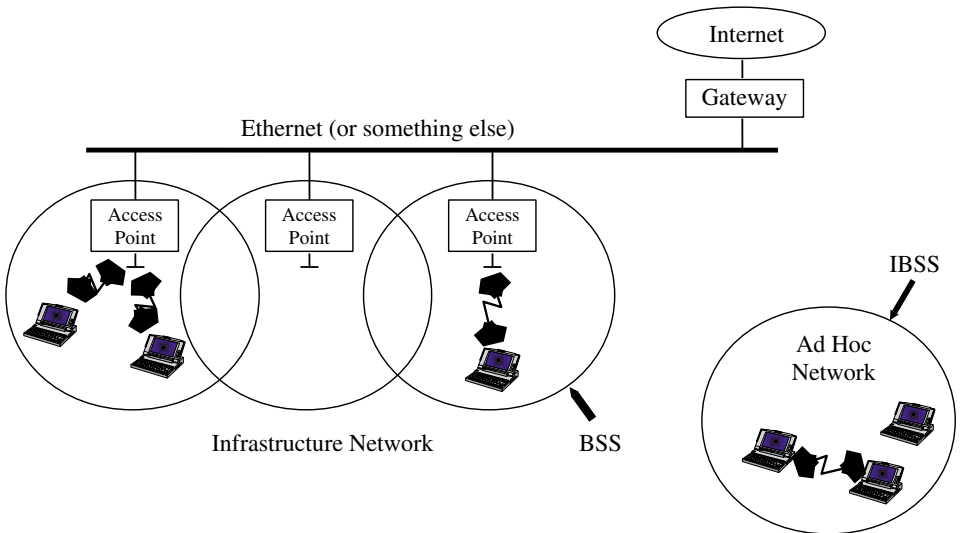 Internet
Gateway
Ethernet (or something else)
Access
Point
Access
Point
Access
Point
IBSS
Ad Hoc
Network
Infrastructure Network
BSS